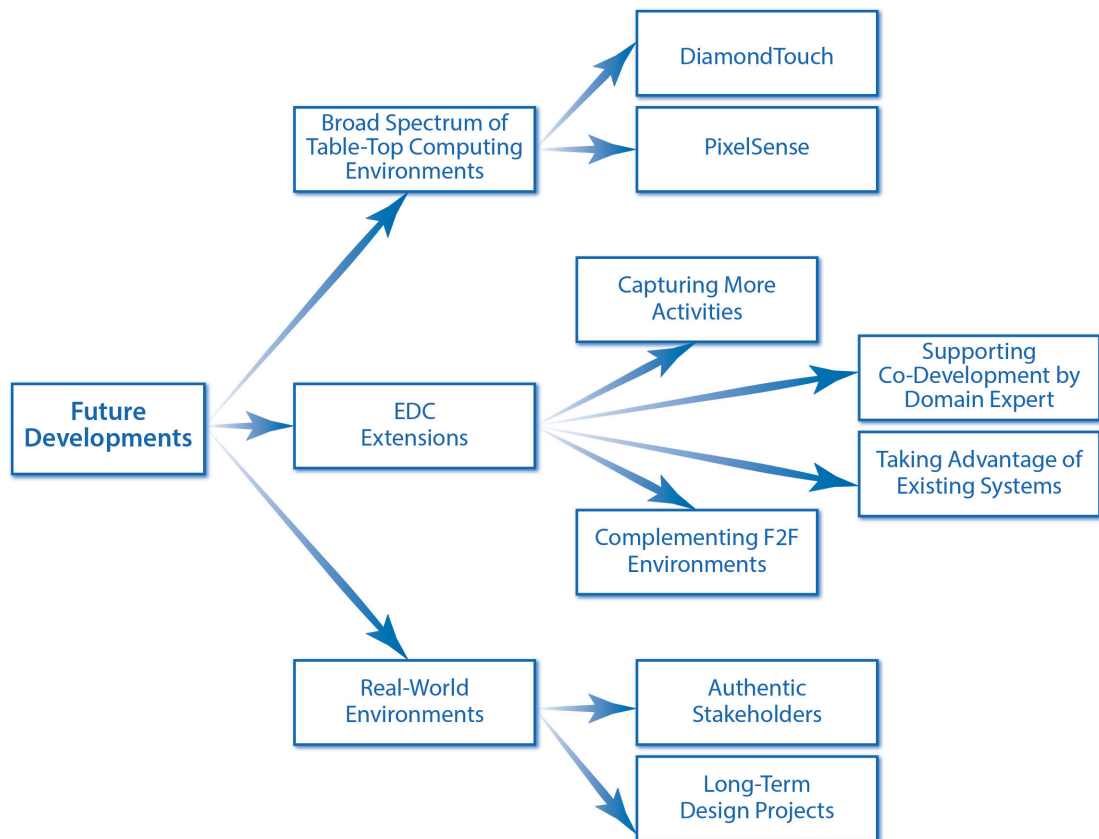 DiamondTouch
Broad Spectrum of
Table-Top Computing
Environments
PixelSense
Capturing More
Activities
Supporting
Co-Development by
Domain Expert
Future
Developments
EDC
Extensions
Taking Advantage of
Existing Systems
Complementing F2F
Environments
Real-World
Environments
Authentic
Stakeholders
Long-Term
Design Projects